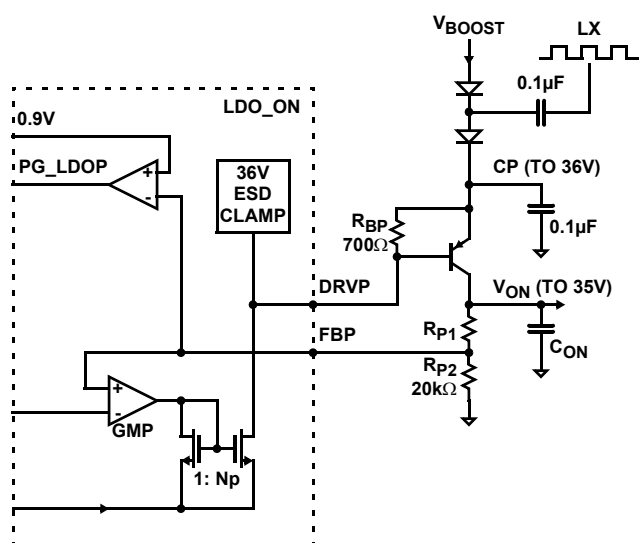 VBOOST
LX
0.1µF
LDO_ON
0.9V
PG_LDOP
+
-
36V
ESD
CLAMP
CP (TO 36V)
RBP
700Ω
0.1µF
DRVP
VON (TO 35V)
FBP
RP1
CON
RP2
20kΩ
+
-
GMP
1: Np